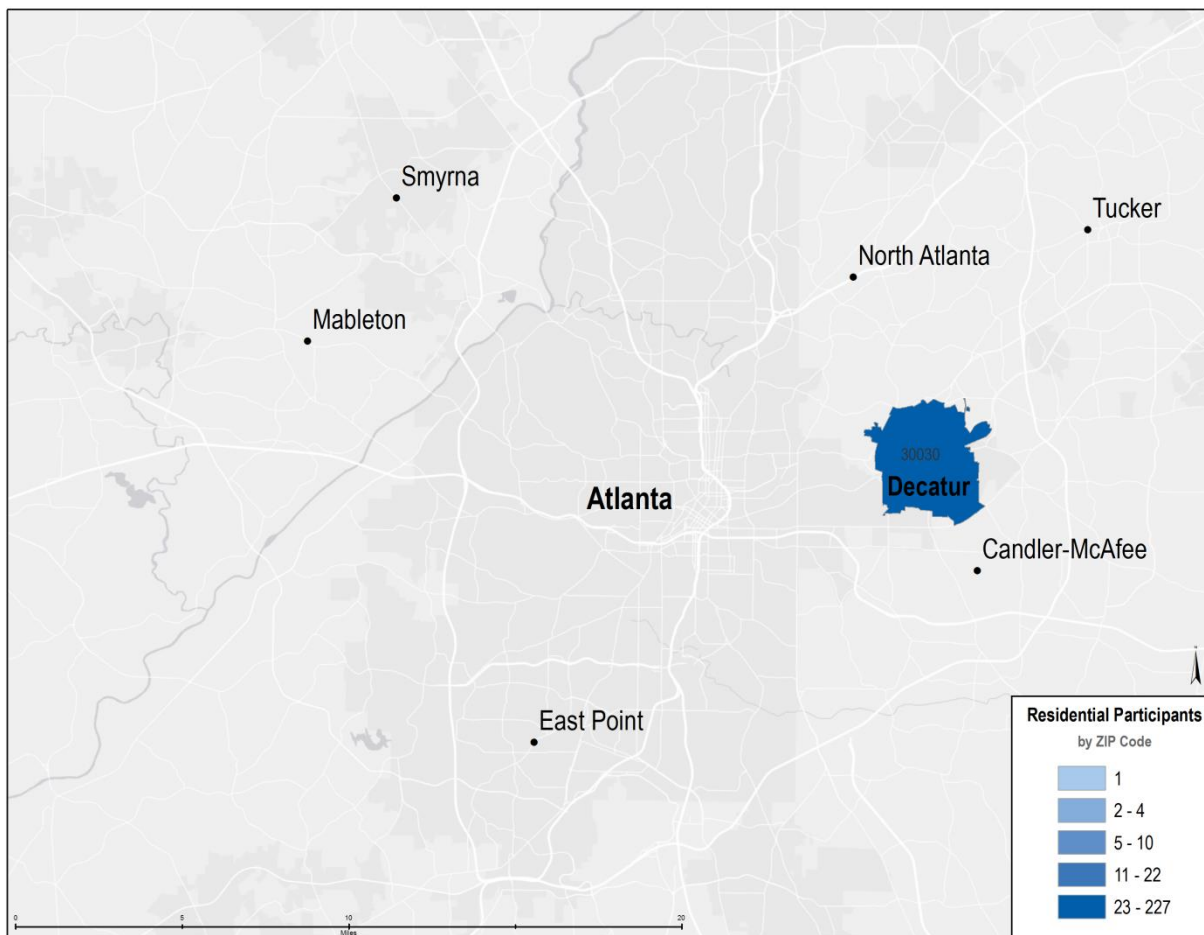 Smyrna
Tucker
North Atlanta
Mableton
30030
Decatur
Atlanta
Candler-McAfee
N
East Point
Residential Participants
by ZIP Code
1
2 - 4
5 - 10
11 - 22
23 - 227
0 5 10 20
Miles